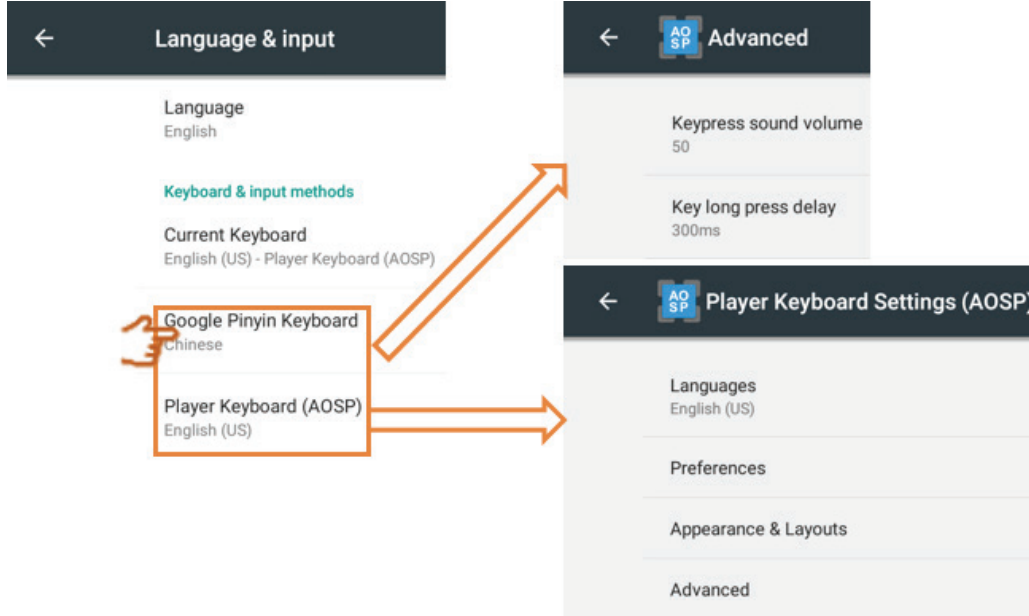 Language & input
Language
English
Keyboard & input methods
Current Keyboard
English (US) - Player Keyboard (AOSP)
Google Pinyin Keyboard
Chinese
Player Keyboard (AOSP)
English (US)
AO
SP
Advanced
Keypress sound volume
50
Key long press delay
300ms
AO
SP
Player Keyboard Settings (AOSP)
Languages
English (US)
Preferences
Appearance & Layouts
Advanced